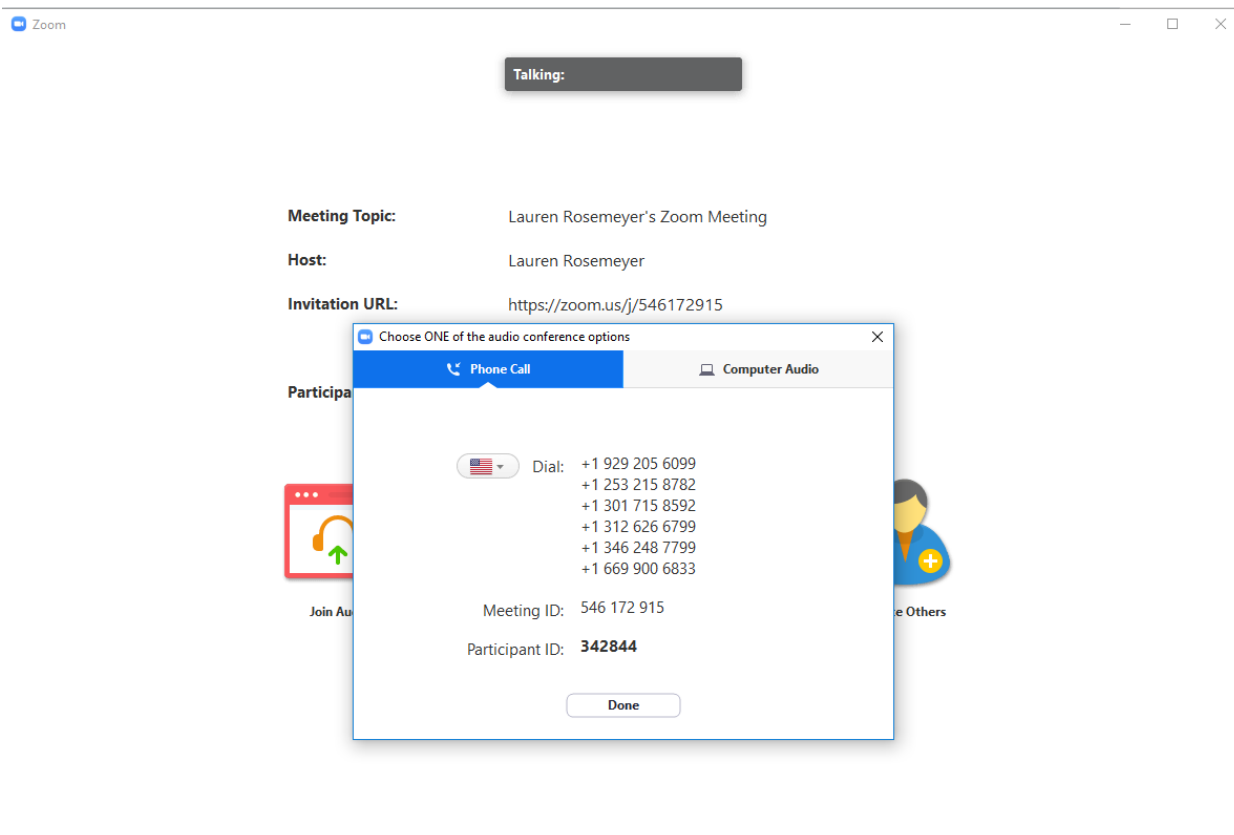 Zoom
Talking:
Meeting Topic: Lauren Rosemeyer's Zoom Meeting
Host: Lauren Rosemeyer
Invitation URL: https://zoom.us/j/546172915
Choose ONE of the audio conference options
Phone Call Computer Audio
Dial: +1 929 205 6099
+1 253 215 8782
+1 301 715 8592
+1 312 626 6799
+1 346 248 7799
+1 669 900 6833
Meeting ID: 546 172 915
Participant ID: 342844
Done
Join
Others